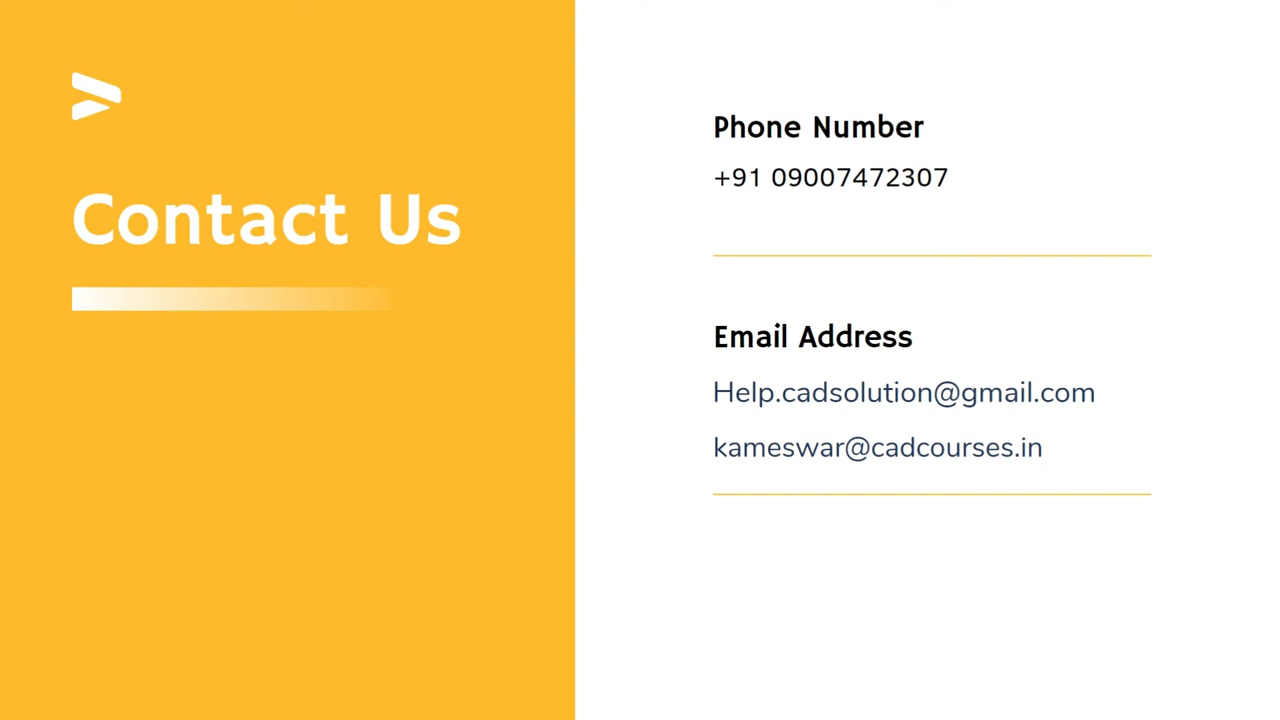 Contact Us
Phone Number
+91 09007472307
Email Address
Help.cadsolution@gmail.com
kameswar@cadcourses.in